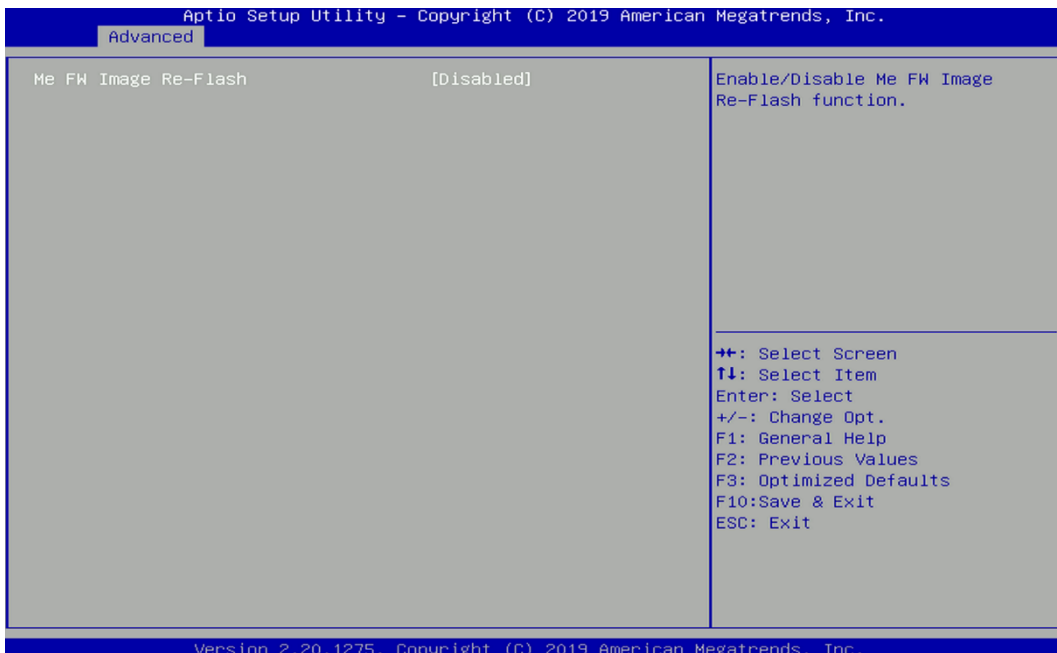 Aptio Setup Utility – Copyright (C) 2019 American Megatrends, Inc.
Advanced
Me FW Image Re-Flash [Disabled]
Enable/Disable Me FW Image
Re-Flash function.
→←: Select Screen
↑↓: Select Item
Enter: Select
+/-: Change Opt.
F1: General Help
F2: Previous Values
F3: Optimized Defaults
F10:Save & Exit
ESC: Exit
Version 2.20.1275. Copyright (C) 2019 American Megatrends, Inc.